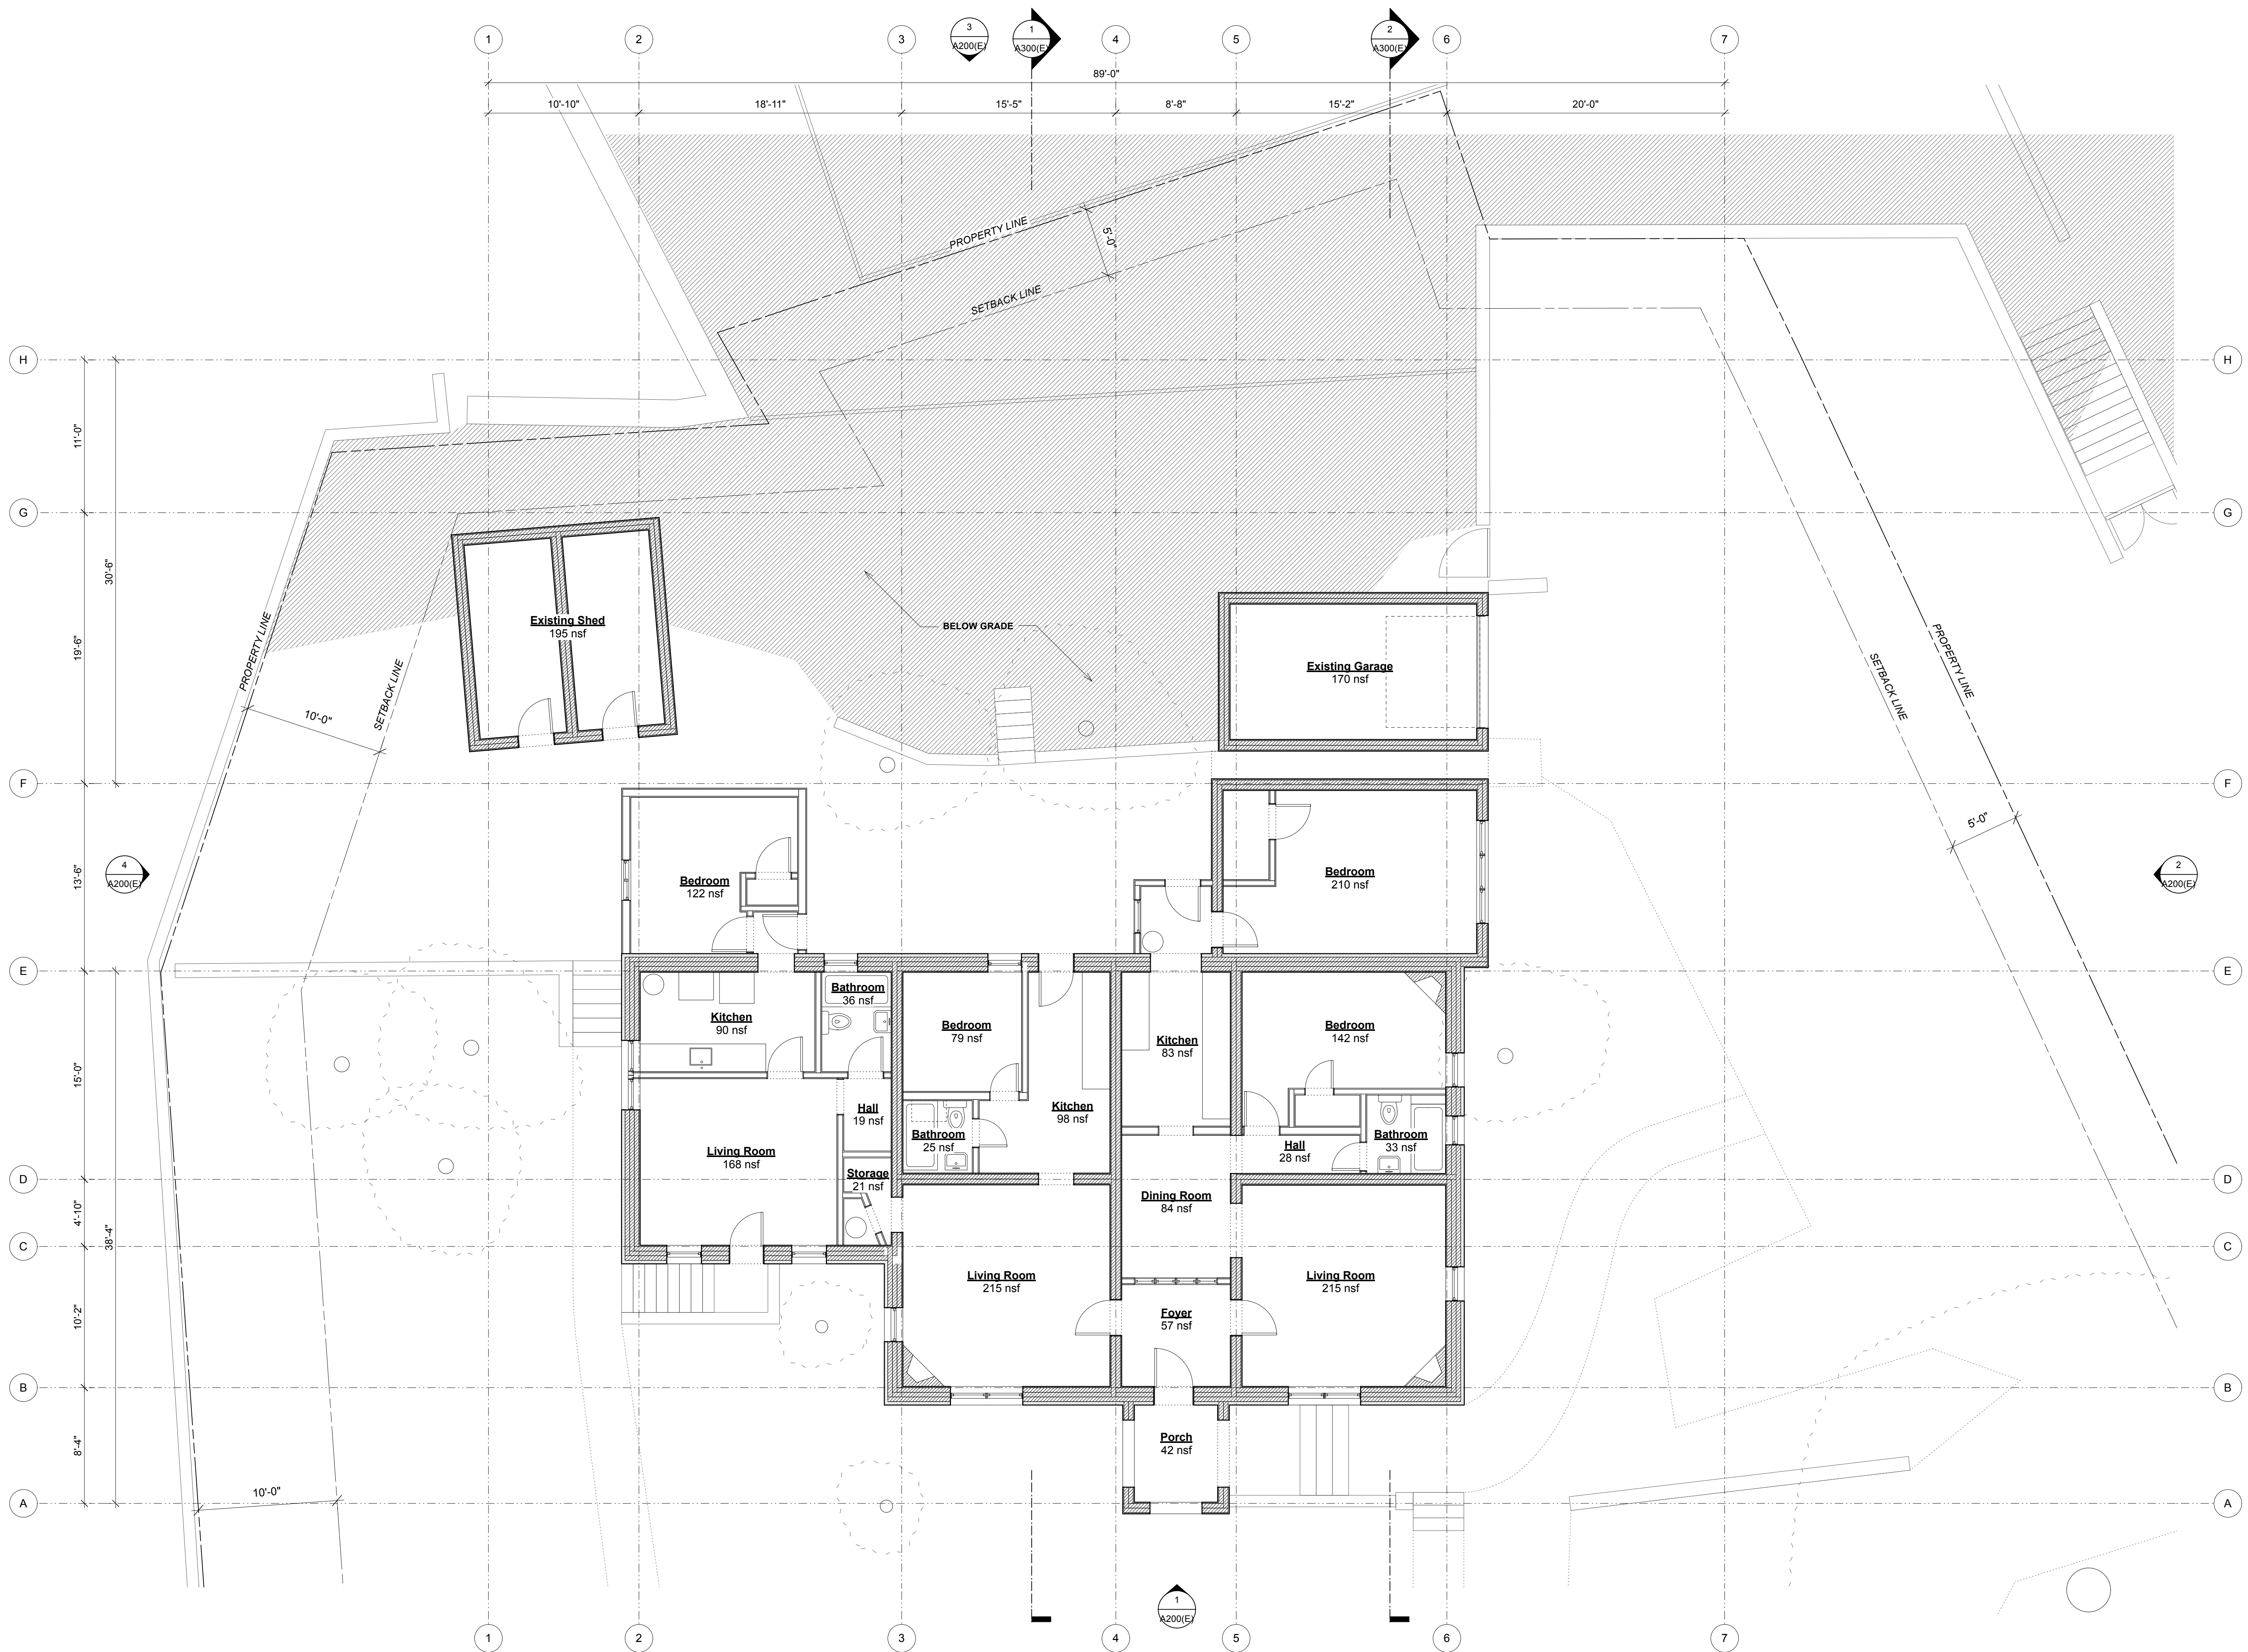 3
A200(E)
1
A300(E)
2
A300(E)
1
2
3
4
5
6
7
89'-0"
10'-10"
18'-11"
15'-5"
8'-8"
15'-2"
20'-0"
PROPERTY LINE
5'-0"
SETBACK LINE
H
H
11'-0"
G
G
30'-6"
19'-6"
Existing Shed
195 nsf
BELOW GRADE
Existing Garage
170 nsf
PROPERTY LINE
SETBACK LINE
10'-0"
SETBACK LINE
PROPERTY LINE
5'-0"
F
F
13'-6"
4
A200(E)
2
A200(E)
Bedroom
122 nsf
Bedroom
210 nsf
E
E
Bathroom
36 nsf
Kitchen
90 nsf
Bedroom
79 nsf
Kitchen
83 nsf
Bedroom
142 nsf
15'-0"
Hall
19 nsf
Kitchen
98 nsf
Bathroom
25 nsf
Hall
28 nsf
Bathroom
33 nsf
Living Room
168 nsf
Storage
21 nsf
D
D
Dining Room
84 nsf
4'-10"
38'-4"
C
C
Living Room
215 nsf
Living Room
215 nsf
10'-2"
Foyer
57 nsf
B
B
8'-4"
Porch
42 nsf
10'-0"
A
A
1
A200(E)
1
2
3
4
5
6
7